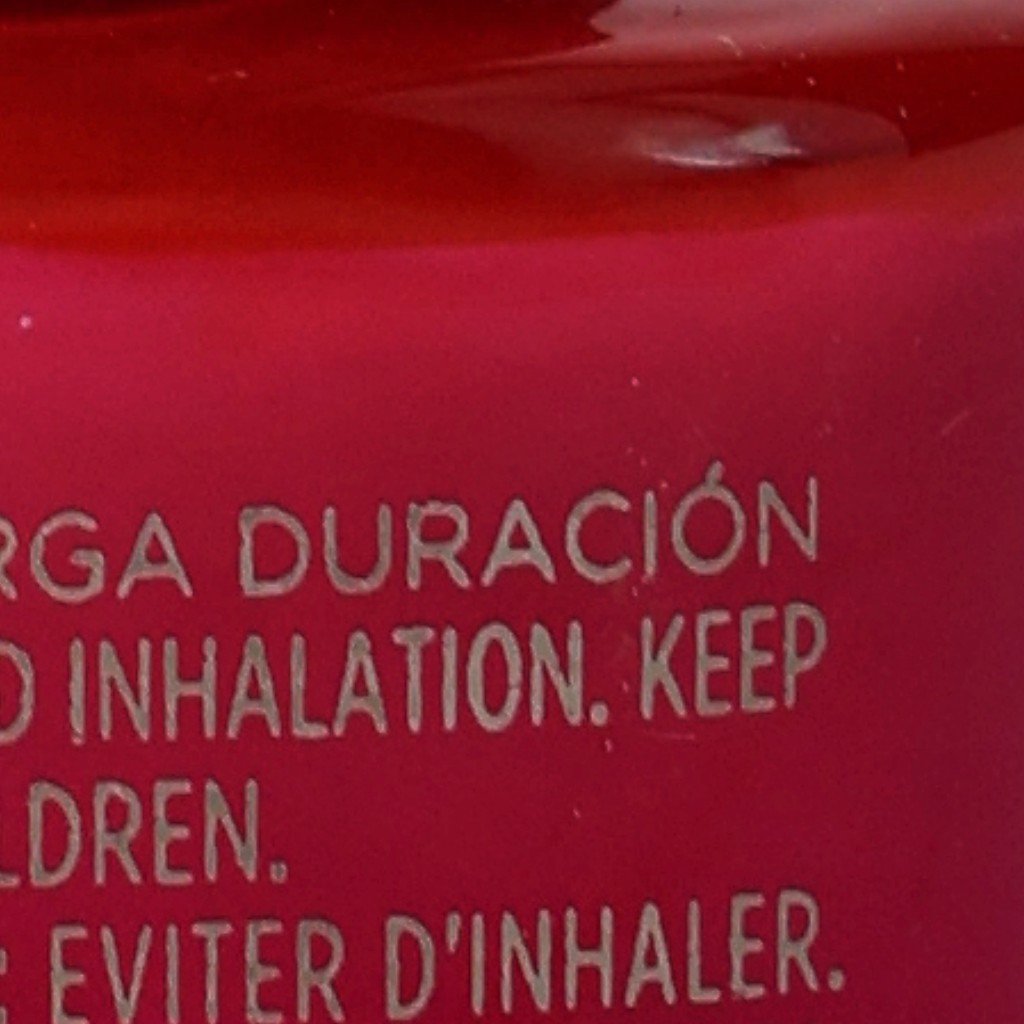 RGA DURACIÓN
D INHALATION. KEEP
LDREN.
: EVITER D'INHALER.